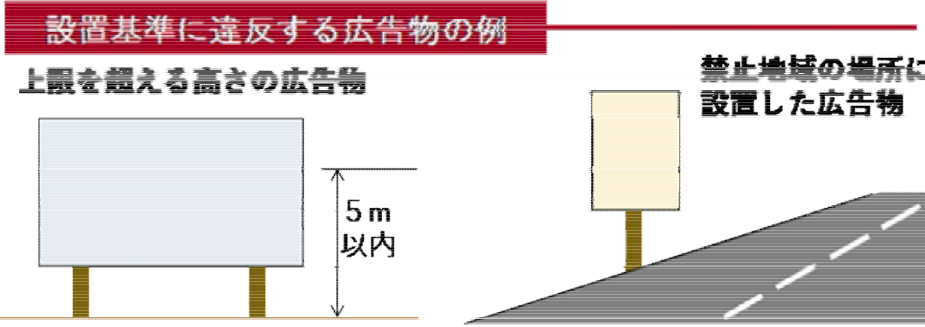 設置基準に違反する広告物の例
上限を超える高さの広告物
禁止地域の場所に
設置した広告物
5m
以内